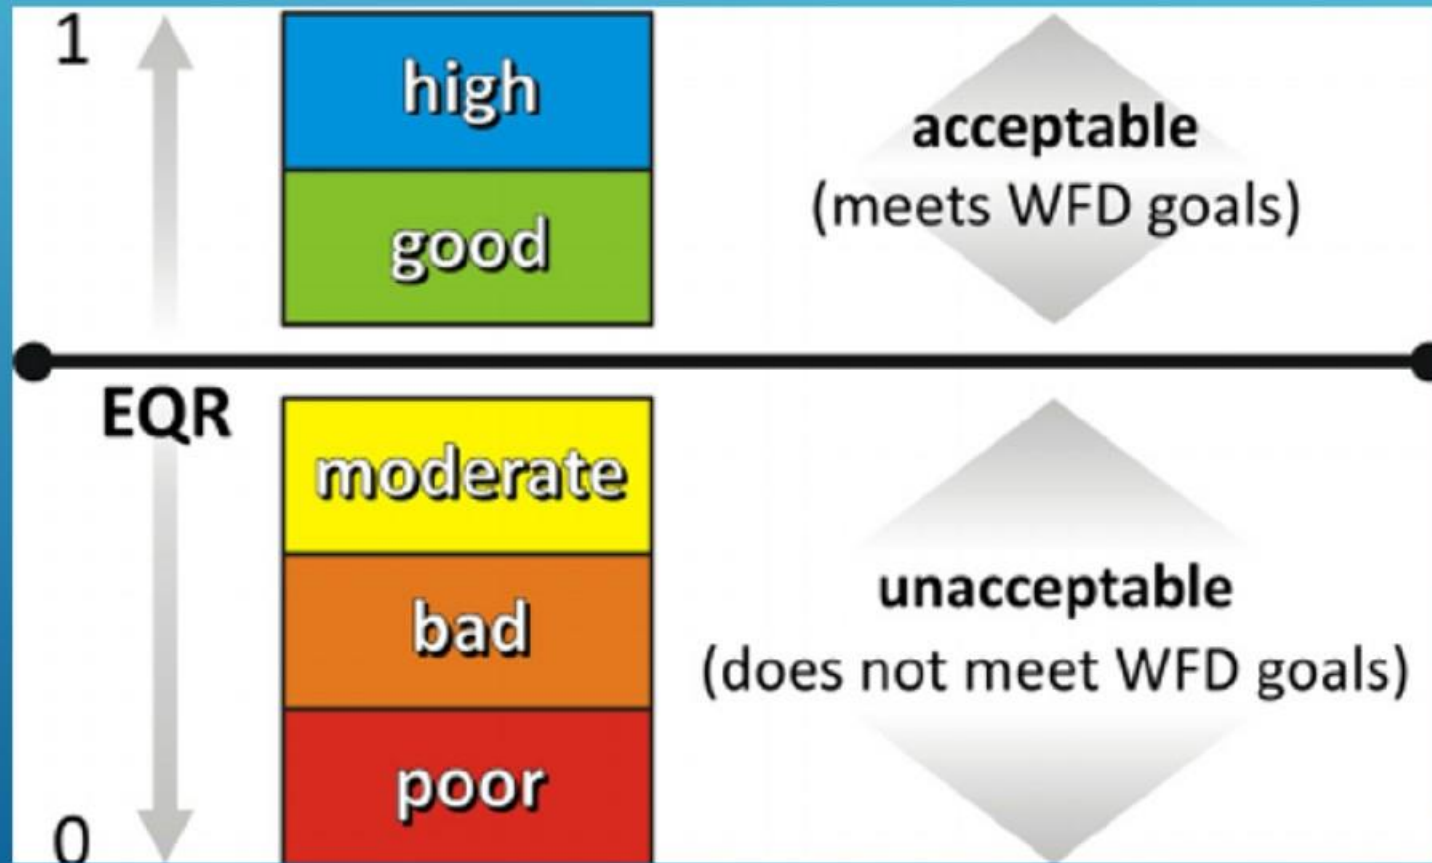 1
high
acceptable
(meets WFD goals)
good
EQR
moderate
unacceptable
bad
(does not meet WFD goals)
poor
0